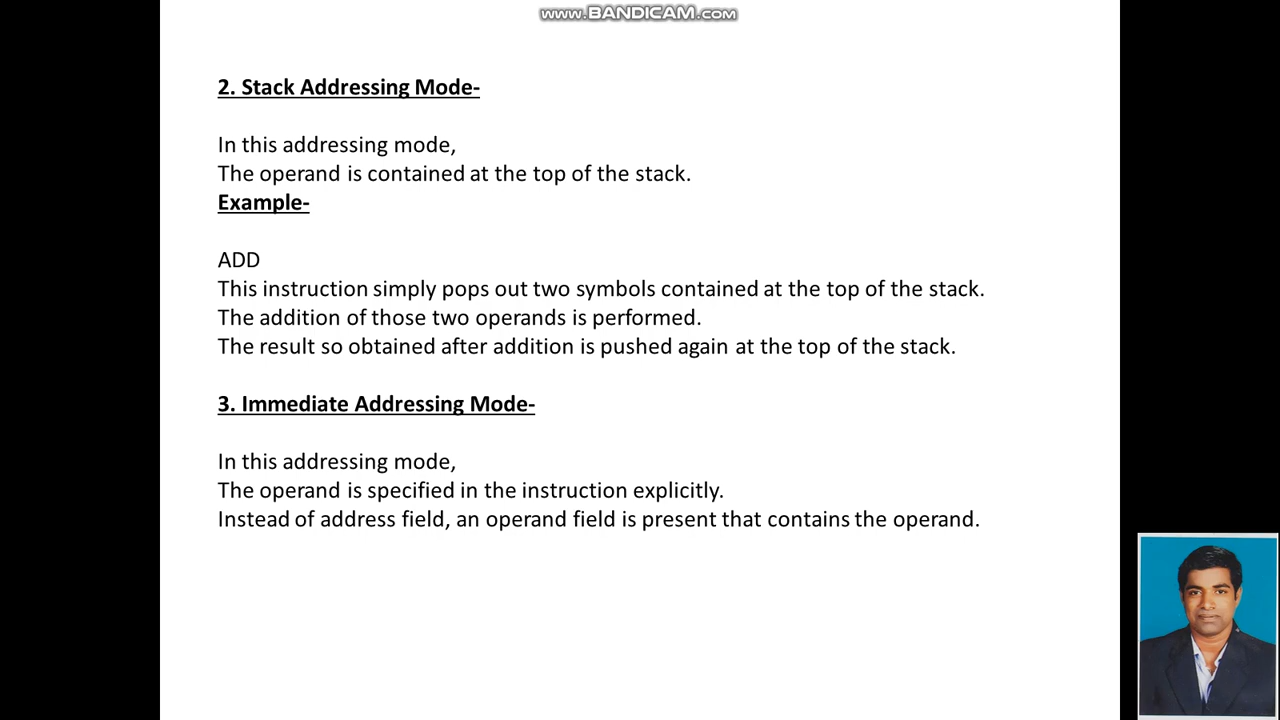 www.BANDICAM.com
2. Stack Addressing Mode-
In this addressing mode,
The operand is contained at the top of the stack.
Example-
ADD
This instruction simply pops out two symbols contained at the top of the stack.
The addition of those two operands is performed.
The result so obtained after addition is pushed again at the top of the stack.
3. Immediate Addressing Mode-
In this addressing mode,
The operand is specified in the instruction explicitly.
Instead of address field, an operand field is present that contains the operand.